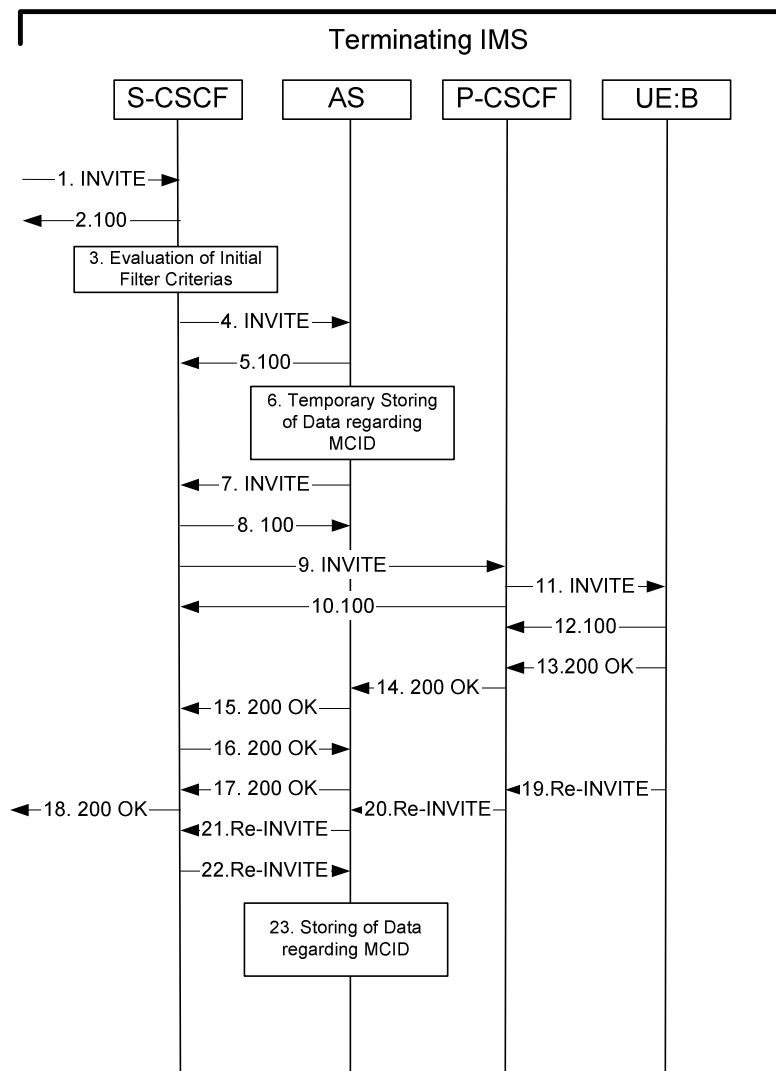 Terminating IMS
S-CSCF
AS
P-CSCF
UE:B
1. INVITE
2.100
3. Evaluation of Initial
Filter Criterias
4. INVITE
5.100
6. Temporary Storing
of Data regarding
MCID
7. INVITE
8. 100
9. INVITE
11. INVITE
10.100
12.100
13.200 OK
14. 200 OK
15. 200 OK
16. 200 OK
17. 200 OK
19.Re-INVITE
18. 200 OK
20.Re-INVITE
21.Re-INVITE
22.Re-INVITE
23. Storing of Data
regarding MCID